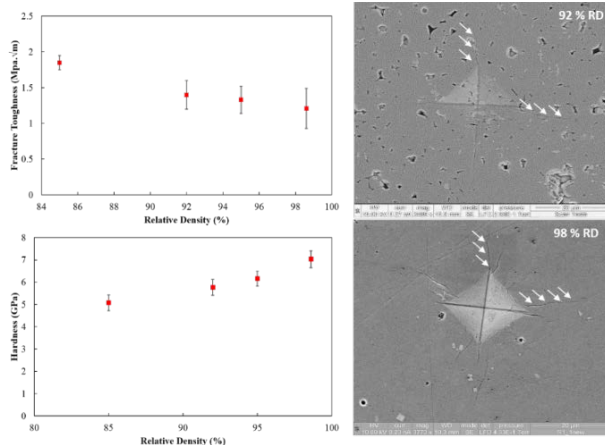 Fracture Toughness (Mpa.√m)
2.5
2
1.5
1
0.5
0
84 86 88 90 92 94 96 98 100
Relative Density (%)
92 % RD
Hardness (GPa)
8
7
6
5
4
3
2
1
0
80 85 90 95 100
Relative Density (%)
98 % RD